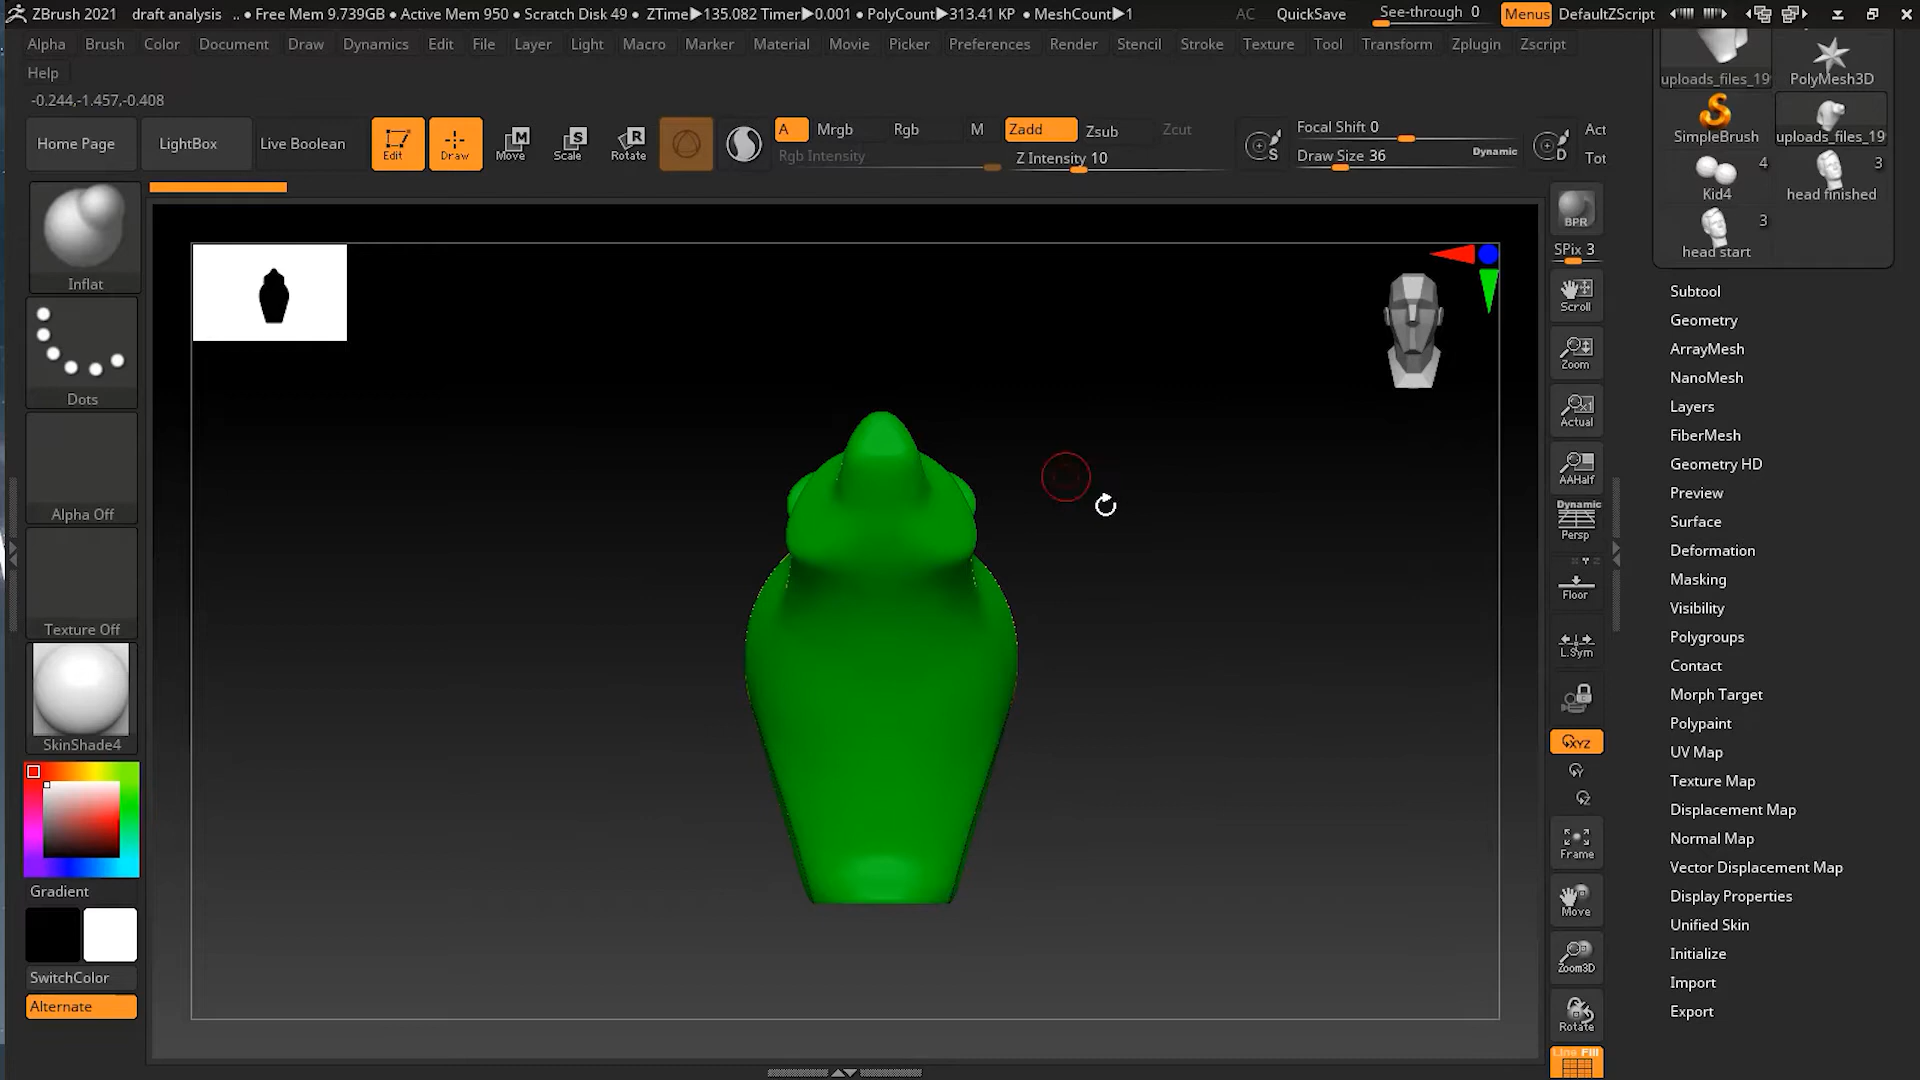 ZBrush 2021 draft analysis .. • Free Mem 9.739GB • Active Mem 950 • Scratch Disk 49 • ZTime▶135.082 Timer▶0.001 • PolyCount▶313.41 KP • MeshCount▶1 AC QuickSave See-through 0 Menus DefaultZScript
Alpha Brush Color Document Draw Dynamics Edit File Layer Light Macro Marker Material Movie Picker Preferences Render Stencil Stroke Texture Tool Transform Zplugin Zscript
Help
-0.244,-1.457,-0.408
Home Page LightBox Live Boolean Edit Draw Move Scale Rotate
A Mrgb Rgb M Zadd Zsub Zcut
Rgb Intensity Z Intensity 10
Focal Shift 0
Draw Size 36 Dynamic
S
D
Act
Tot
uploads_files_19 PolyMesh3D
SimpleBrush uploads_files_19
4 3
Kid4 head finished
3
head start
Inflat
Dots
Alpha Off
Texture Off
SkinShade4
Gradient
SwitchColor
Alternate
BPR
SPix 3
Scroll
Zoom
Actual
AAHalf
Dynamic
Persp
Floor
L.Sym
XYZ
Y
Z
Frame
Move
Zoom3D
Rotate
Line Fill
Subtool
Geometry
ArrayMesh
NanoMesh
Layers
FiberMesh
Geometry HD
Preview
Surface
Deformation
Masking
Visibility
Polygroups
Contact
Morph Target
Polypaint
UV Map
Texture Map
Displacement Map
Normal Map
Vector Displacement Map
Display Properties
Unified Skin
Initialize
Import
Export